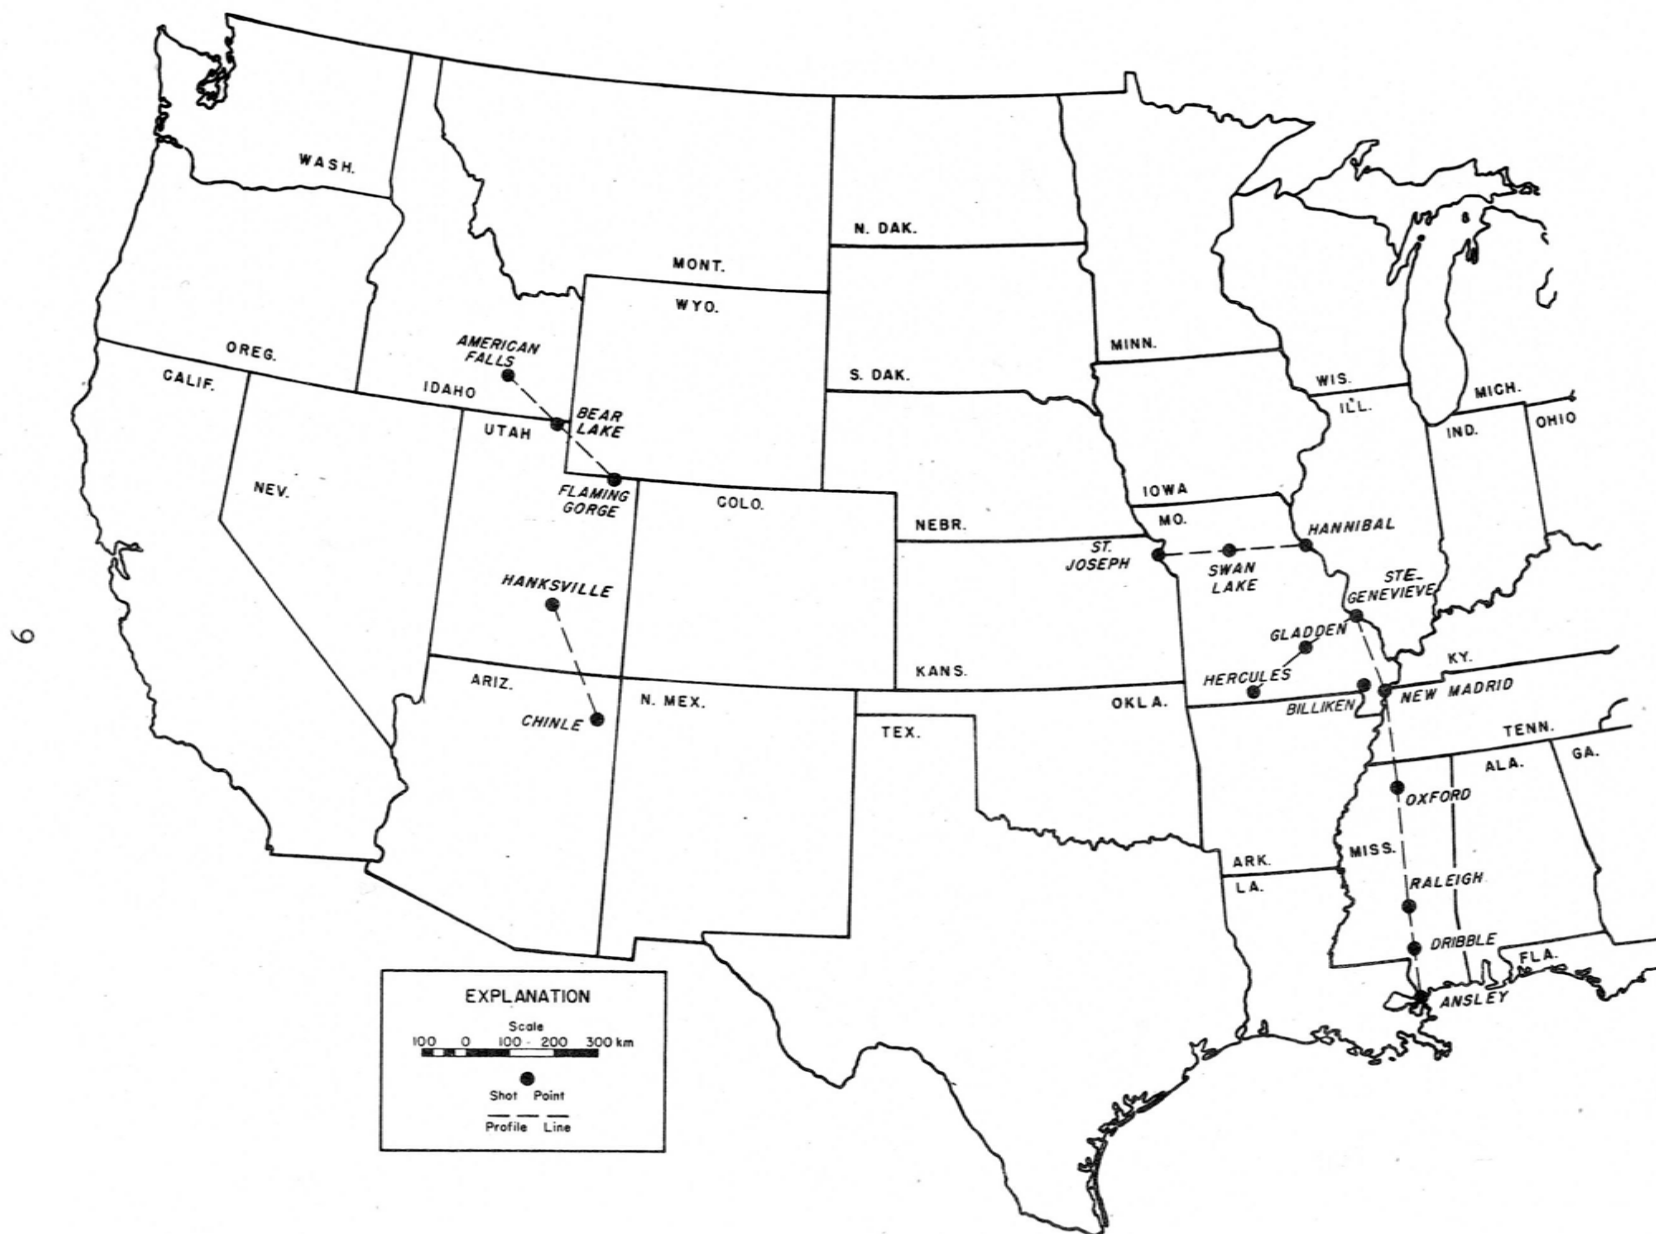 WASH.
N. DAK.
MONT.
WYO.
AMERICAN
FALLS
OREG.
MINN.
CALIF.
IDAHO
S. DAK.
WIS.
MICH.
ILL.
BEAR
LAKE
UTAH
IND.
OHIO
NEV.
FLAMING
GORGE
COLO.
IOWA
NEBR.
MO.
HANNIBAL
ST.
JOSEPH
SWAN
LAKE
HANKSVILLE
STE_
GENEVIEVE
6
GLADDEN
KY.
KANS.
HERCULES
ARIZ.
N. MEX.
OKLA.
BILLIKEN
NEW MADRID
CHINLE
TEX.
TENN.
GA.
ALA.
OXFORD
MISS.
ARK.
LA.
RALEIGH
DRIBBLE
FLA.
ANSLEY
EXPLANATION
Scale
100 0 100 200 300 km
Shot Point
Profile Line